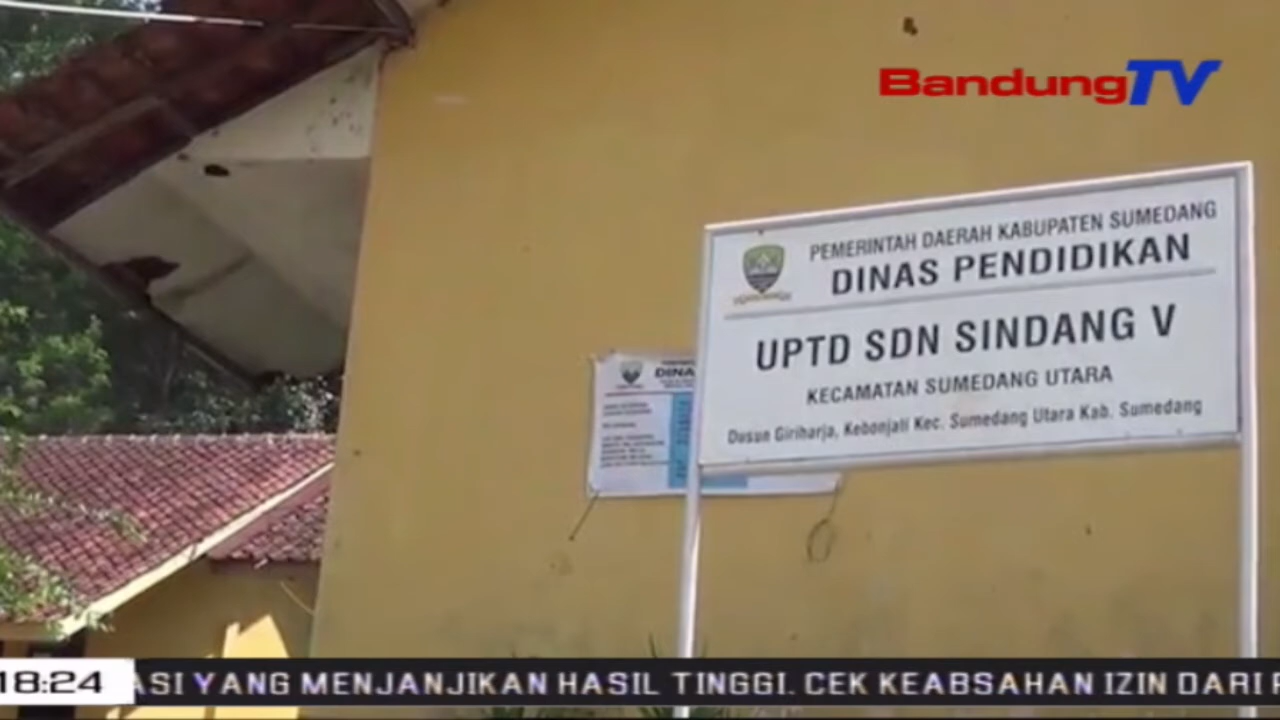 BandungTV
PEMERINTAH DAERAH KABUPATEN SUMEDANG
DINAS PENDIDIKAN
UPTD SDN SINDANG V
KECAMATAN SUMEDANG UTARA
Dusun Giriharja, Kebonjati Kec. Sumedang Utara Kab. Sumedang
DINA
18:24
ASI YANG MENJANJIKAN HASIL TINGGI. CEK KEABSAHAN IZIN DARI